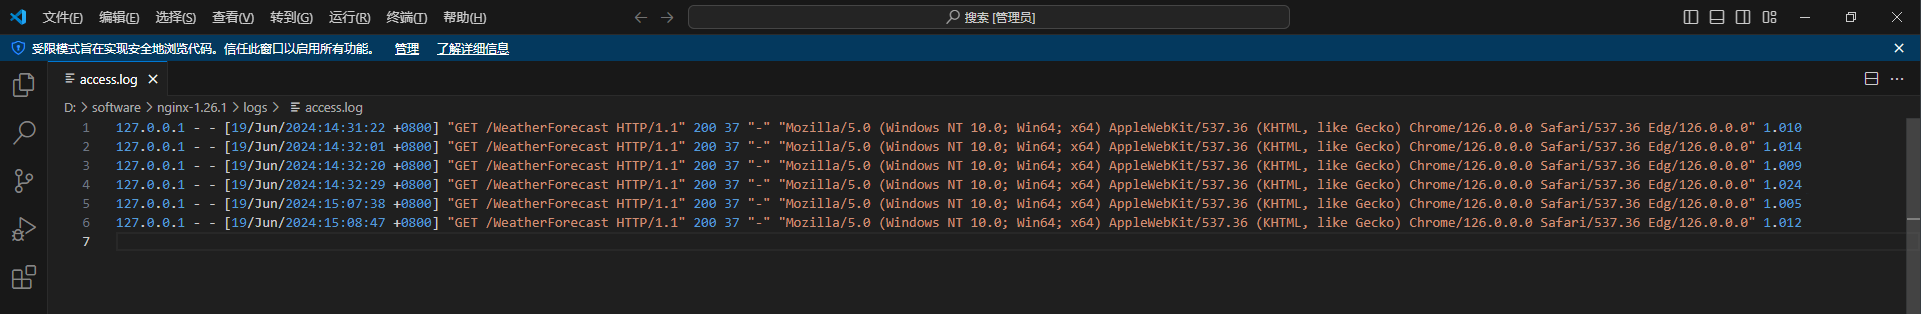 文件(F) 编辑(E) 选择(S) 查看(V) 转到(G) 运行(R) 终端(T) 帮助(H) 搜索 [管理员]
受限模式旨在实现安全地浏览代码。信任此窗口以启用所有功能。 管理 了解详细信息
access.log
D: > software > nginx-1.26.1 > logs > access.log
1 127.0.0.1 - - [19/Jun/2024:14:31:22 +0800] "GET /WeatherForecast HTTP/1.1" 200 37 "-" "Mozilla/5.0 (Windows NT 10.0; Win64; x64) AppleWebKit/537.36 (KHTML, like Gecko) Chrome/126.0.0.0 Safari/537.36 Edg/126.0.0.0" 1.010
2 127.0.0.1 - - [19/Jun/2024:14:32:01 +0800] "GET /WeatherForecast HTTP/1.1" 200 37 "-" "Mozilla/5.0 (Windows NT 10.0; Win64; x64) AppleWebKit/537.36 (KHTML, like Gecko) Chrome/126.0.0.0 Safari/537.36 Edg/126.0.0.0" 1.014
3 127.0.0.1 - - [19/Jun/2024:14:32:20 +0800] "GET /WeatherForecast HTTP/1.1" 200 37 "-" "Mozilla/5.0 (Windows NT 10.0; Win64; x64) AppleWebKit/537.36 (KHTML, like Gecko) Chrome/126.0.0.0 Safari/537.36 Edg/126.0.0.0" 1.009
4 127.0.0.1 - - [19/Jun/2024:14:32:29 +0800] "GET /WeatherForecast HTTP/1.1" 200 37 "-" "Mozilla/5.0 (Windows NT 10.0; Win64; x64) AppleWebKit/537.36 (KHTML, like Gecko) Chrome/126.0.0.0 Safari/537.36 Edg/126.0.0.0" 1.024
5 127.0.0.1 - - [19/Jun/2024:15:07:38 +0800] "GET /WeatherForecast HTTP/1.1" 200 37 "-" "Mozilla/5.0 (Windows NT 10.0; Win64; x64) AppleWebKit/537.36 (KHTML, like Gecko) Chrome/126.0.0.0 Safari/537.36 Edg/126.0.0.0" 1.005
6 127.0.0.1 - - [19/Jun/2024:15:08:47 +0800] "GET /WeatherForecast HTTP/1.1" 200 37 "-" "Mozilla/5.0 (Windows NT 10.0; Win64; x64) AppleWebKit/537.36 (KHTML, like Gecko) Chrome/126.0.0.0 Safari/537.36 Edg/126.0.0.0" 1.012
7